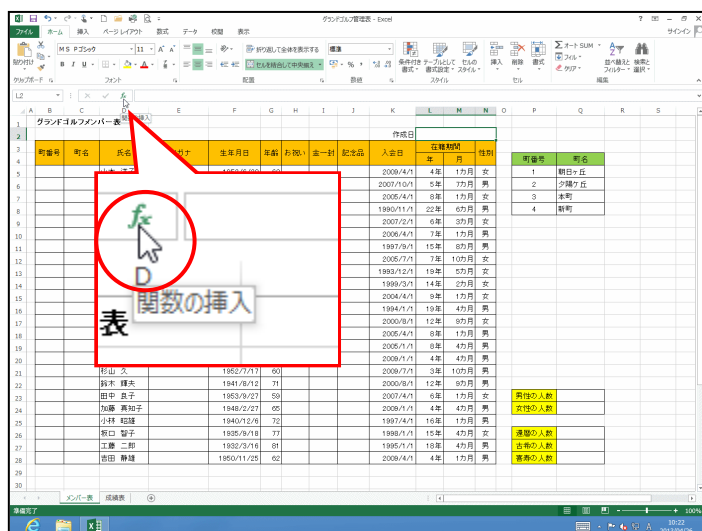 グランドゴルフ管理表 - Excel
サインイン
ファイル ホーム 挿入 ページ レイアウト 数式 データ 校閲 表示
貼り付け
MS Pゴシック 11
折り返して全体を表示する 標準
B I U
セルを結合して中央揃え
条件付き書式 テーブルとして書式設定 セルのスタイル
挿入 削除 書式
オート SUM
フィル
クリア
並べ替えとフィルター 検索と選択
クリップボード フォント 配置 数値 スタイル セル 編集
L2
A B C D E F G H I J K L M N O P Q R S
グランドゴルフメンバー表
作成日
町番号 町名 氏名 生年月日 年齢 お祝い 金一封 記念品 入会日 在籍期間 性別
年 月
町番号 町名
2009/4/1 4年 1カ月 女 1 朝日ヶ丘
2007/10/1 5年 7カ月 男 2 夕陽ヶ丘
2005/4/1 8年 1カ月 男 3 本町
1990/11/1 22年 6カ月 男 4 新町
2007/2/1 6年 3カ月 女
2006/4/1 7年 1カ月 男
1997/9/1 15年 8カ月 男
2005/7/1 7年 10カ月 女
1993/12/1 19年 5カ月 女
1999/3/1 14年 2カ月 女
2004/4/1 9年 1カ月 女
1994/1/1 19年 4カ月 男
2000/8/1 12年 9カ月 女
2005/4/1 8年 1カ月 男
2005/1/1 8年 4カ月 男
2009/1/1 4年 4カ月 男
杉山 久 1952/7/17 60 2009/7/1 3年 10カ月 男
鈴木 輝夫 1941/8/12 71 2000/8/1 12年 9カ月 男
田中 良子 1953/9/27 59 2007/4/1 6年 1カ月 女 男性の人数
加藤 真知子 1948/2/27 65 2009/1/1 4年 4カ月 男 女性の人数
小林 昭雄 1940/12/6 72 1997/4/1 16年 1カ月 男
坂口 智子 1935/9/18 77 1998/1/1 15年 4カ月 女 還暦の人数
工藤 二郎 1932/3/16 81 1995/1/1 18年 4カ月 男 古希の人数
吉田 静雄 1950/11/25 62 2009/4/1 4年 1カ月 男 喜寿の人数
fx
D
関数の挿入
表
メンバー表 成績表
準備完了
100%
10:22